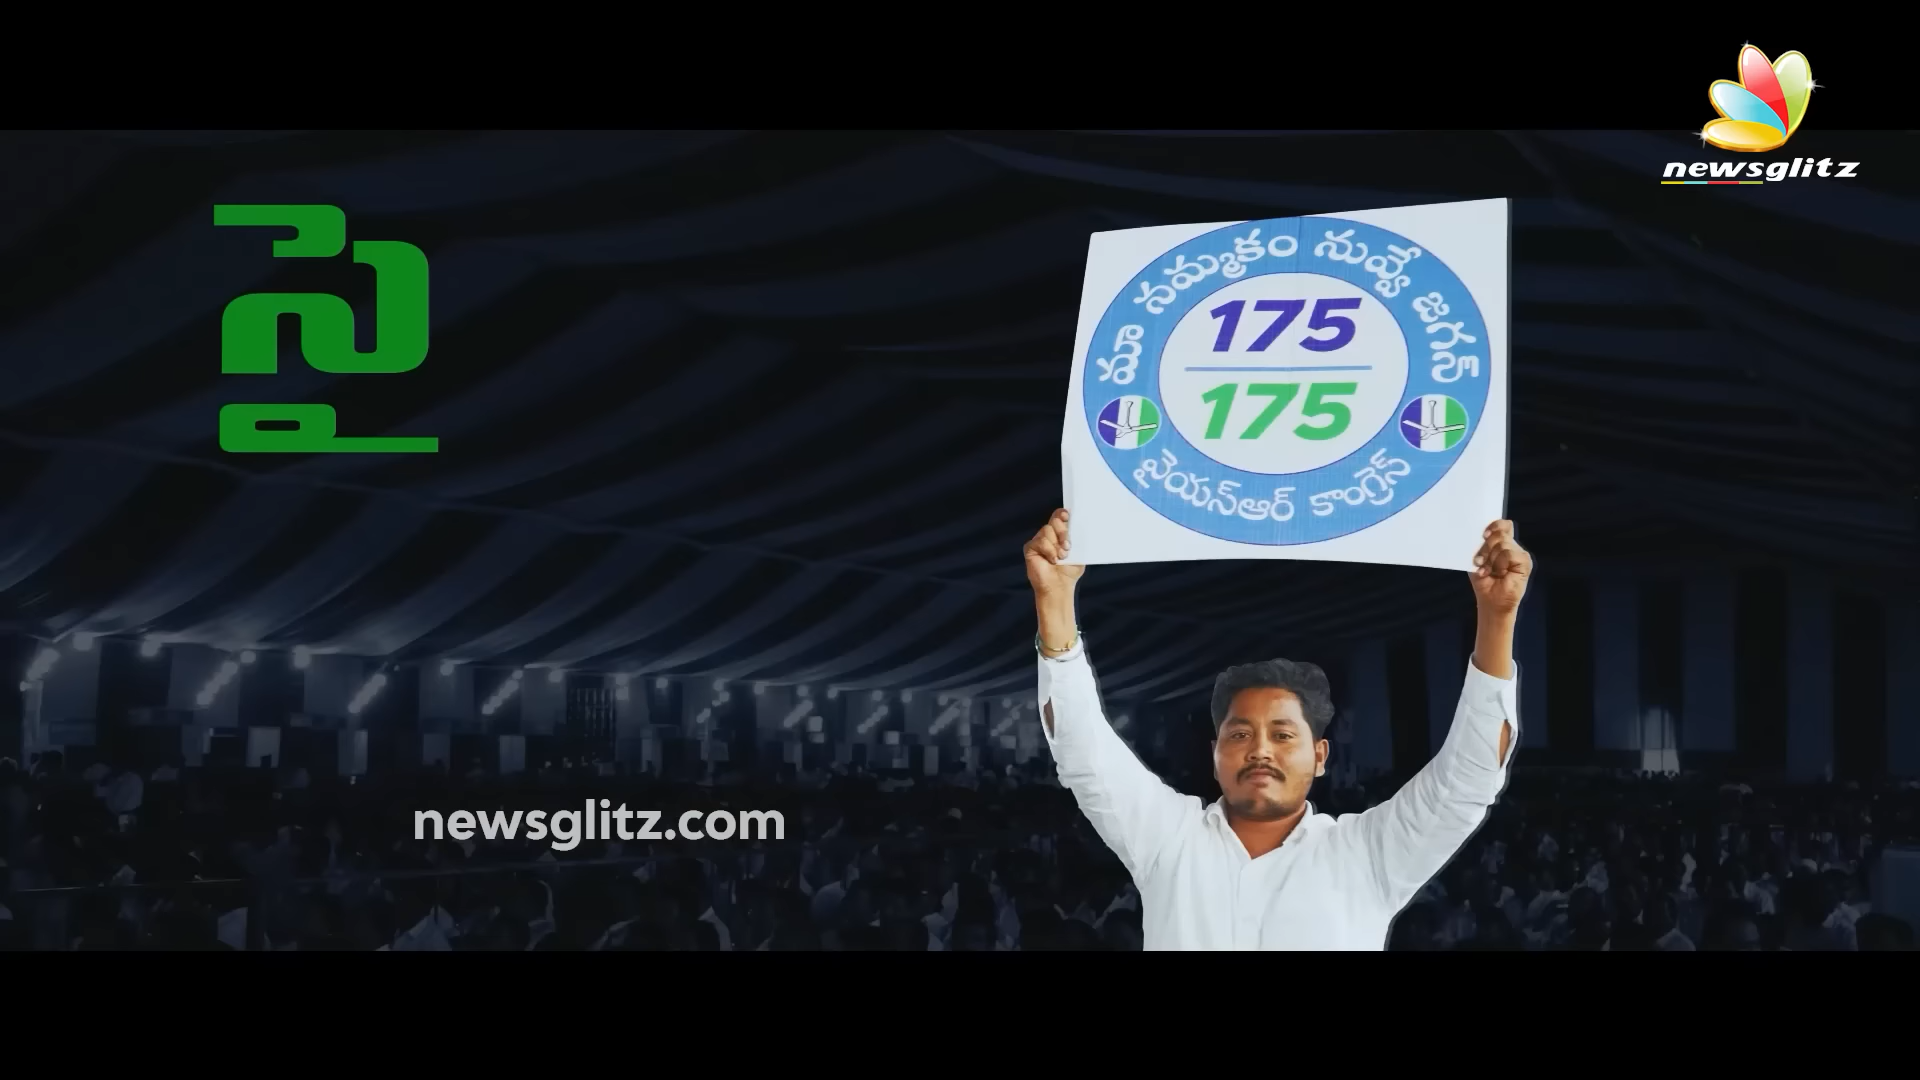 newsglitz
సై
మా నమ్మకం నువ్వే జగన్
175
175
వైయస్ఆర్ కాంగ్రెస్
newsglitz.com